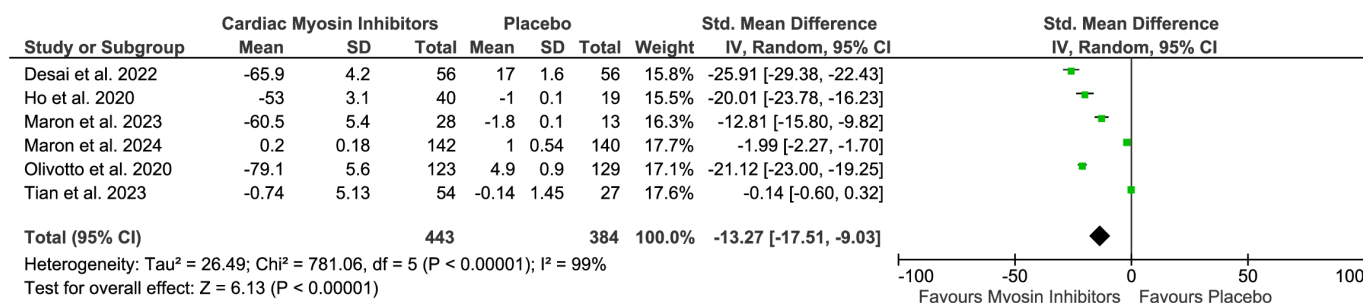 Cardiac Myosin Inhibitors Placebo Std. Mean Difference Std. Mean Difference
Study or Subgroup Mean SD Total Mean SD Total Weight IV, Random, 95% CI IV, Random, 95% CI
Desai et al. 2022 -65.9 4.2 56 17 1.6 56 15.8% -25.91 [-29.38, -22.43]
Ho et al. 2020 -53 3.1 40 -1 0.1 19 15.5% -20.01 [-23.78, -16.23]
Maron et al. 2023 -60.5 5.4 28 -1.8 0.1 13 16.3% -12.81 [-15.80, -9.82]
Maron et al. 2024 0.2 0.18 142 1 0.54 140 17.7% -1.99 [-2.27, -1.70]
Olivotto et al. 2020 -79.1 5.6 123 4.9 0.9 129 17.1% -21.12 [-23.00, -19.25]
Tian et al. 2023 -0.74 5.13 54 -0.14 1.45 27 17.6% -0.14 [-0.60, 0.32]
Total (95% CI) 443 384 100.0% -13.27 [-17.51, -9.03]
Heterogeneity: Tau² = 26.49; Chi² = 781.06, df = 5 (P < 0.00001); I² = 99%
Test for overall effect: Z = 6.13 (P < 0.00001)
-100 -50 0 50 100
Favours Myosin Inhibitors Favours Placebo